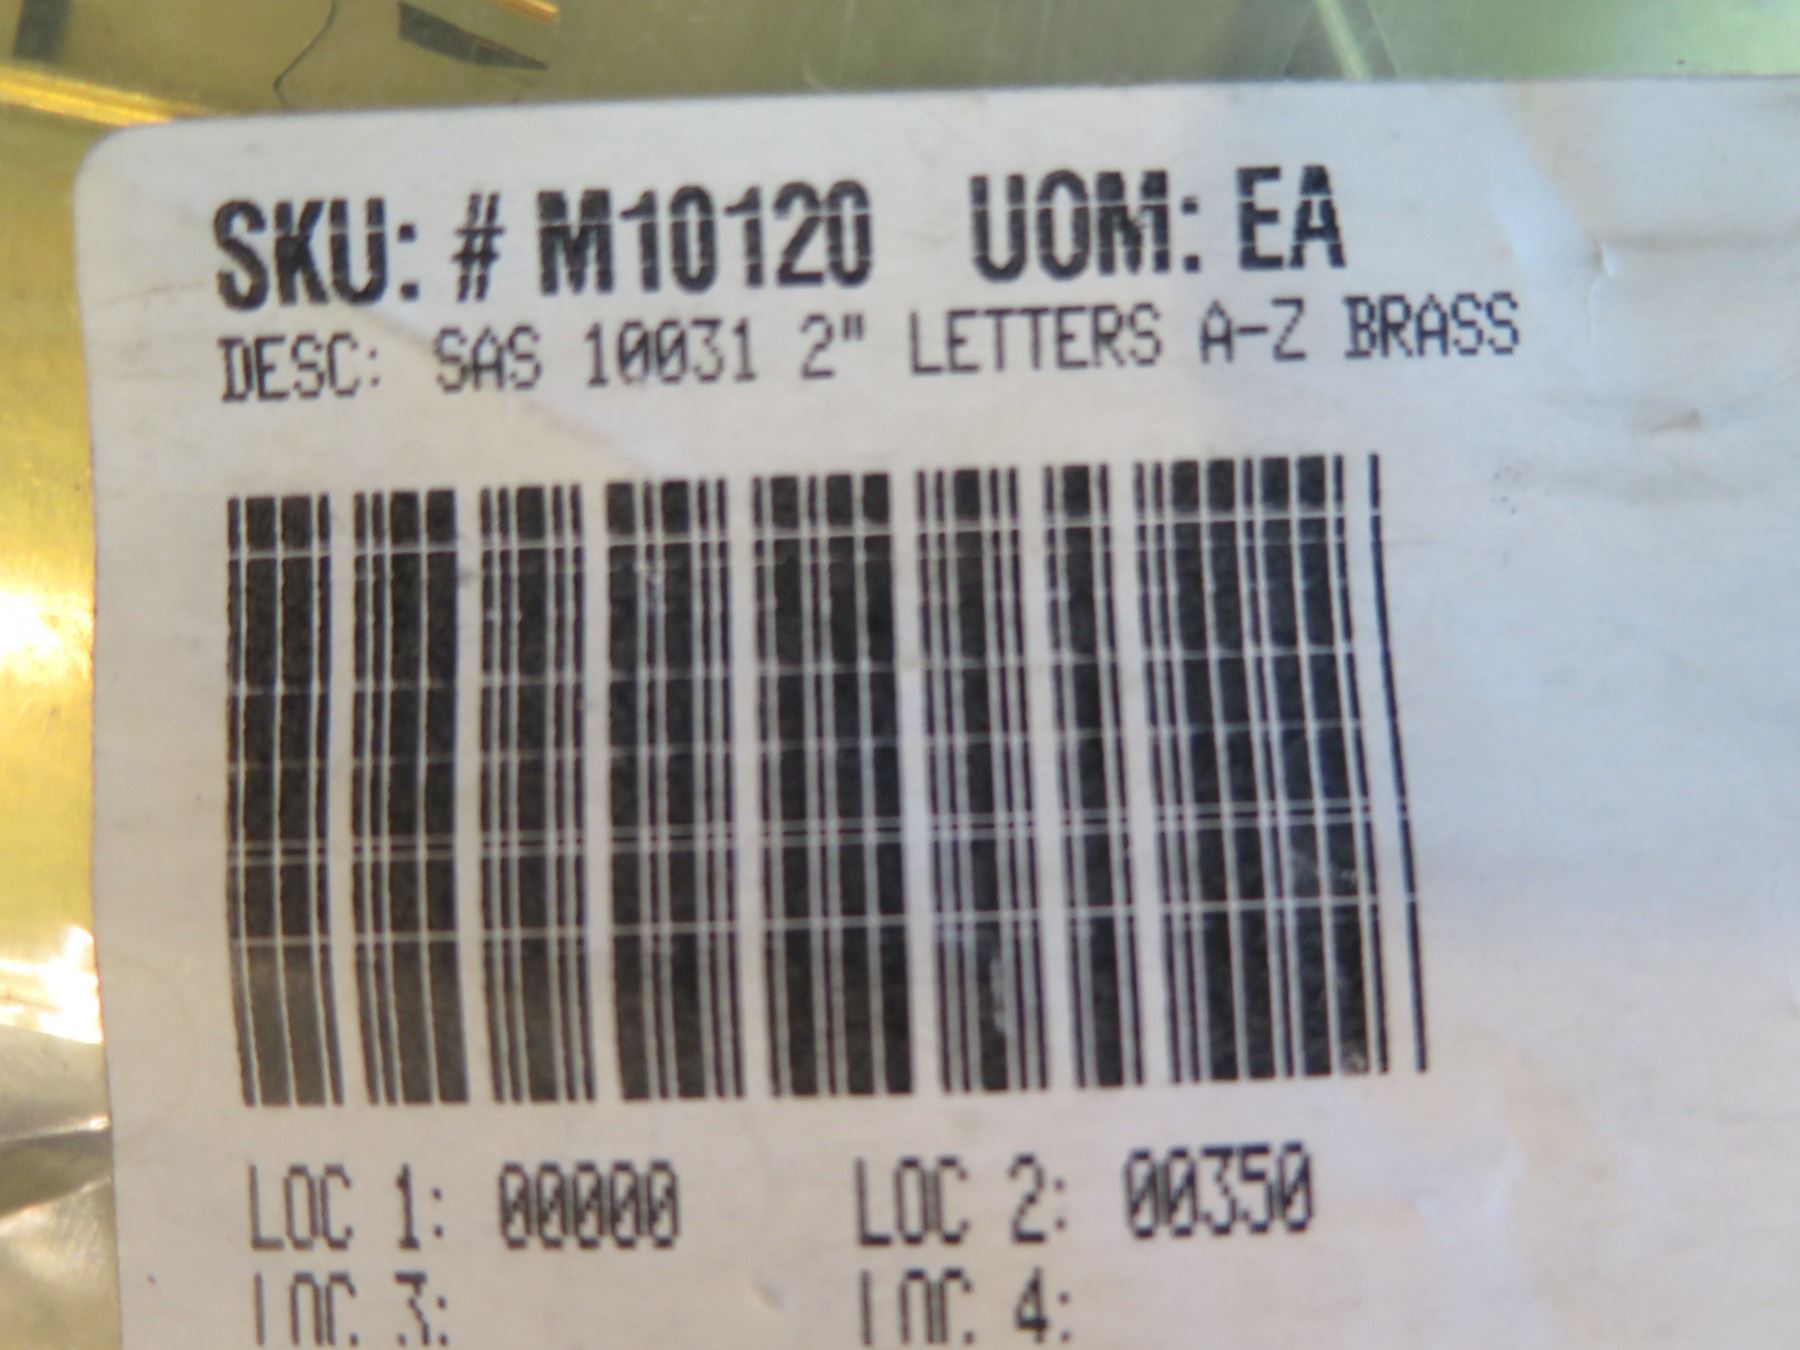 SKU: # M10120 UOM: EA
DESC: SAS 10031 2" LETTERS A-Z BRASS
LOC 1: 00000 LOC 2: 00350
LOC 3: LOC 4: